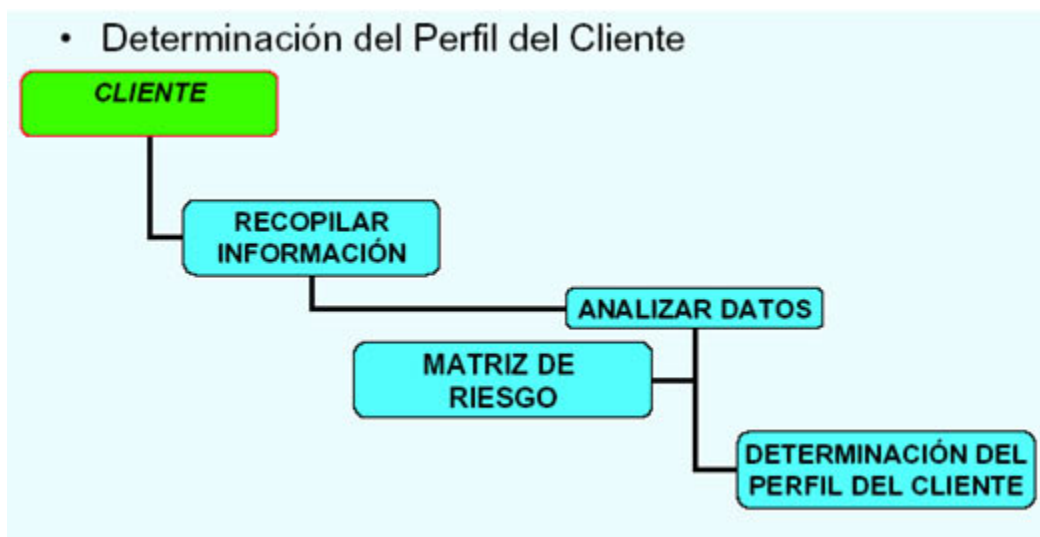 • Determinación del Perfil del Cliente
CLIENTE
RECOPILAR
INFORMACIÓN
ANALIZAR DATOS
MATRIZ DE
RIESGO
DETERMINACIÓN DEL
PERFIL DEL CLIENTE